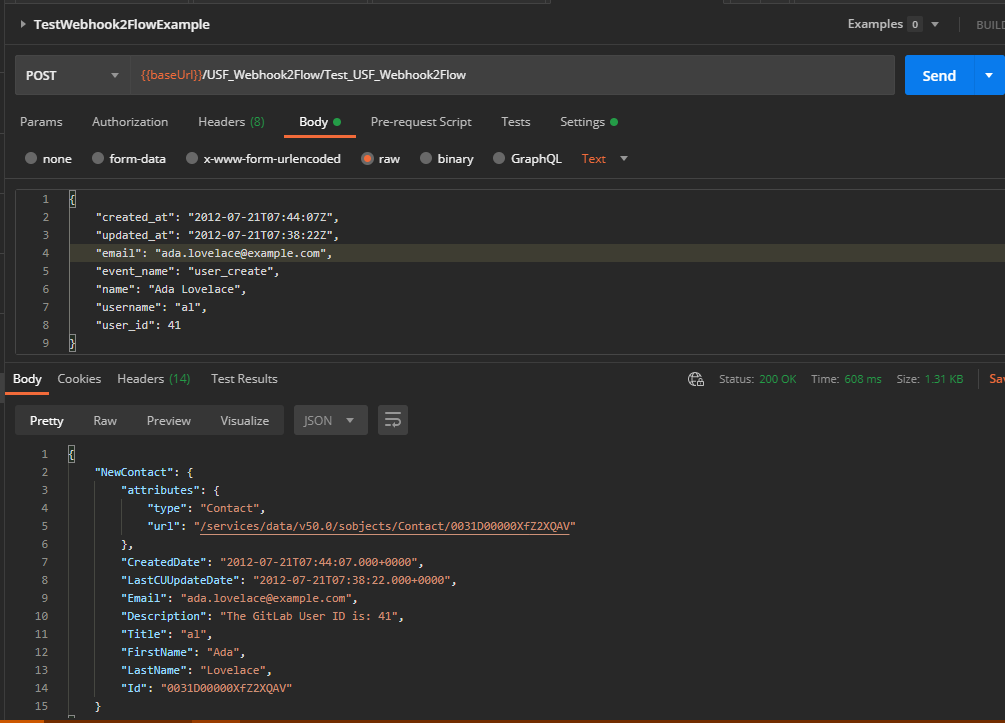 TestWebhook2FlowExample
Examples 0
BUILD
POST
{{baseUrl}}/USF_Webhook2Flow/Test_USF_Webhook2Flow
Send
Params Authorization Headers (8) Body Pre-request Script Tests Settings
none form-data x-www-form-urlencoded raw binary GraphQL Text
1 {
2 "created_at": "2012-07-21T07:44:07Z",
3 "updated_at": "2012-07-21T07:38:22Z",
4 "email": "ada.lovelace@example.com",
5 "event_name": "user_create",
6 "name": "Ada Lovelace",
7 "username": "al",
8 "user_id": 41
9 }
Body Cookies Headers (14) Test Results Status: 200 OK Time: 608 ms Size: 1.31 KB Sav
Pretty Raw Preview Visualize JSON
1 {
2 "NewContact": {
3 "attributes": {
4 "type": "Contact",
5 "url": "/services/data/v50.0/sobjects/Contact/0031D00000XfZ2XQAV"
6 },
7 "CreatedDate": "2012-07-21T07:44:07.000+0000",
8 "LastCUUpdateDate": "2012-07-21T07:38:22.000+0000",
9 "Email": "ada.lovelace@example.com",
10 "Description": "The GitLab User ID is: 41",
11 "Title": "al",
12 "FirstName": "Ada",
13 "LastName": "Lovelace",
14 "Id": "0031D00000XfZ2XQAV"
15 }